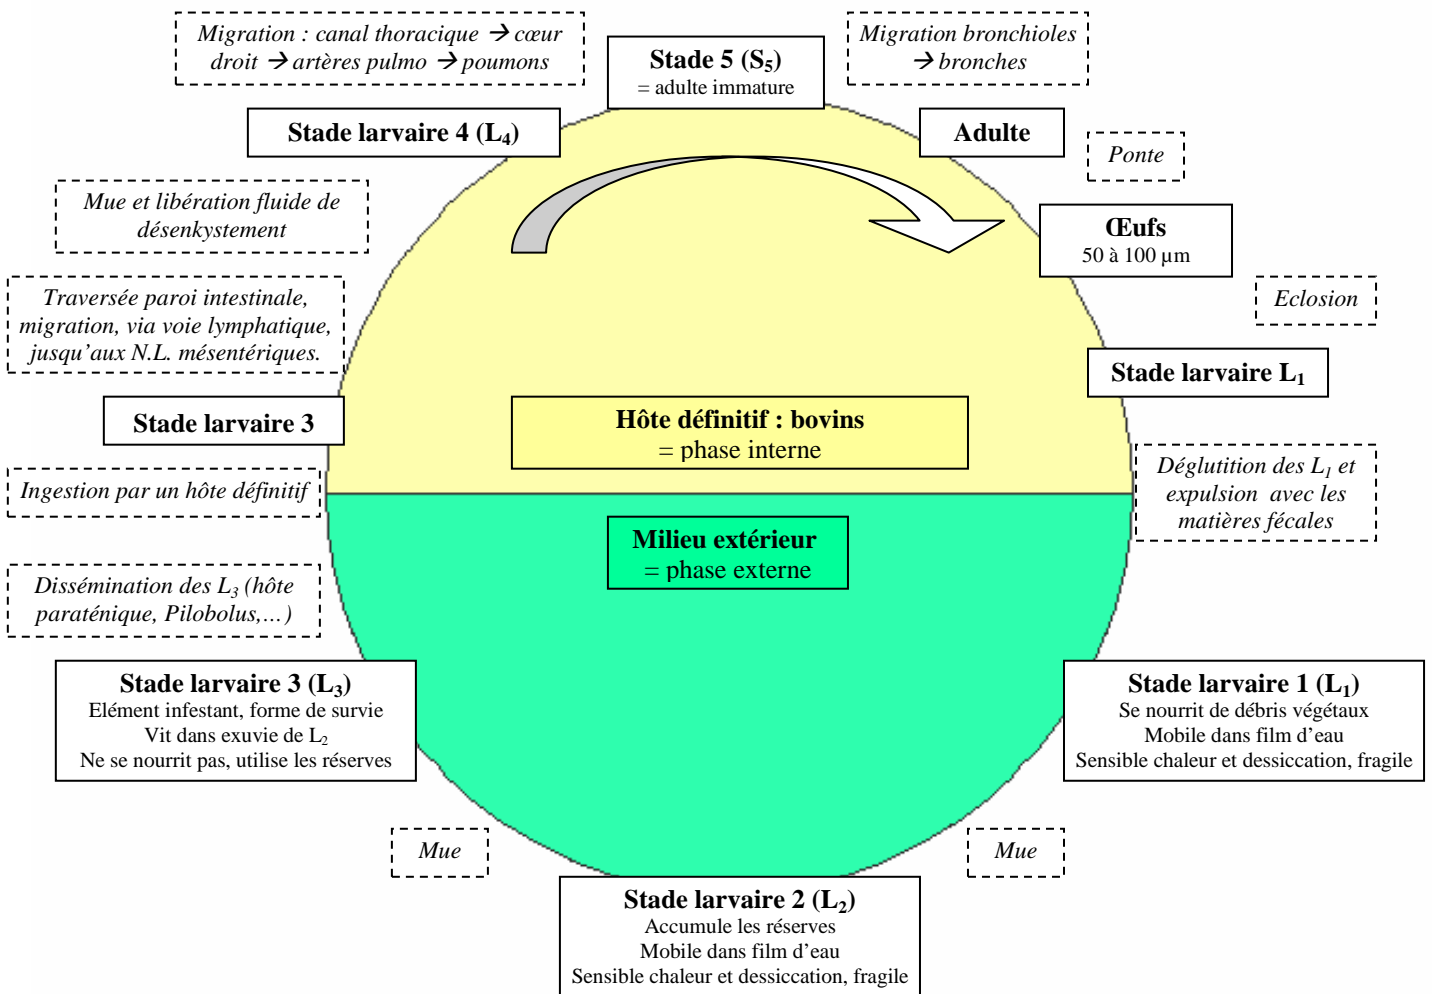 Migration : canal thoracique → cœur
droit → artères pulmo → poumons
Stade 5 (S5)
= adulte immature
Migration bronchioles
→ bronches
Stade larvaire 4 (L4)
Adulte
Ponte
Mue et libération fluide de
désenkystement
Œufs
50 à 100 µm
Traversée paroi intestinale,
migration, via voie lymphatique,
jusqu’aux N.L. mésentériques.
Eclosion
Stade larvaire L1
Stade larvaire 3
Hôte définitif : bovins
= phase interne
Ingestion par un hôte définitif
Déglutition des L1 et
expulsion avec les
matières fécales
Milieu extérieur
= phase externe
Dissémination des L3 (hôte
paraténique, Pilobolus,…)
Stade larvaire 3 (L3)
Elément infestant, forme de survie
Vit dans exuvie de L2
Ne se nourrit pas, utilise les réserves
Stade larvaire 1 (L1)
Se nourrit de débris végétaux
Mobile dans film d’eau
Sensible chaleur et dessiccation, fragile
Mue
Mue
Stade larvaire 2 (L2)
Accumule les réserves
Mobile dans film d’eau
Sensible chaleur et dessiccation, fragile